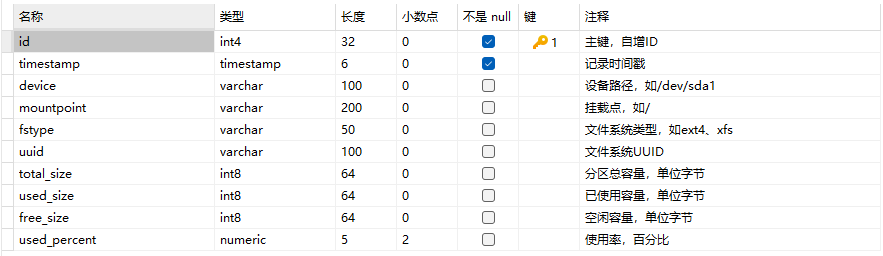 名称 类型 长度 小数点 不是 null 键 注释
id int4 32 0 1 主键，自增ID
timestamp timestamp 6 0 记录时间戳
device varchar 100 0 设备路径，如/dev/sda1
mountpoint varchar 200 0 挂载点，如/
fstype varchar 50 0 文件系统类型，如ext4、xfs
uuid varchar 100 0 文件系统UUID
total_size int8 64 0 分区总容量，单位字节
used_size int8 64 0 已使用容量，单位字节
free_size int8 64 0 空闲容量，单位字节
used_percent numeric 5 2 使用率，百分比